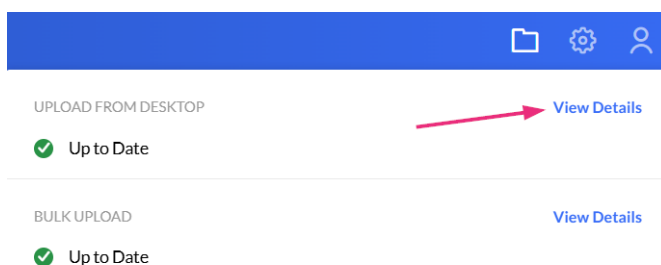 UPLOAD FROM DESKTOP View Details
Up to Date
BULK UPLOAD View Details
Up to Date